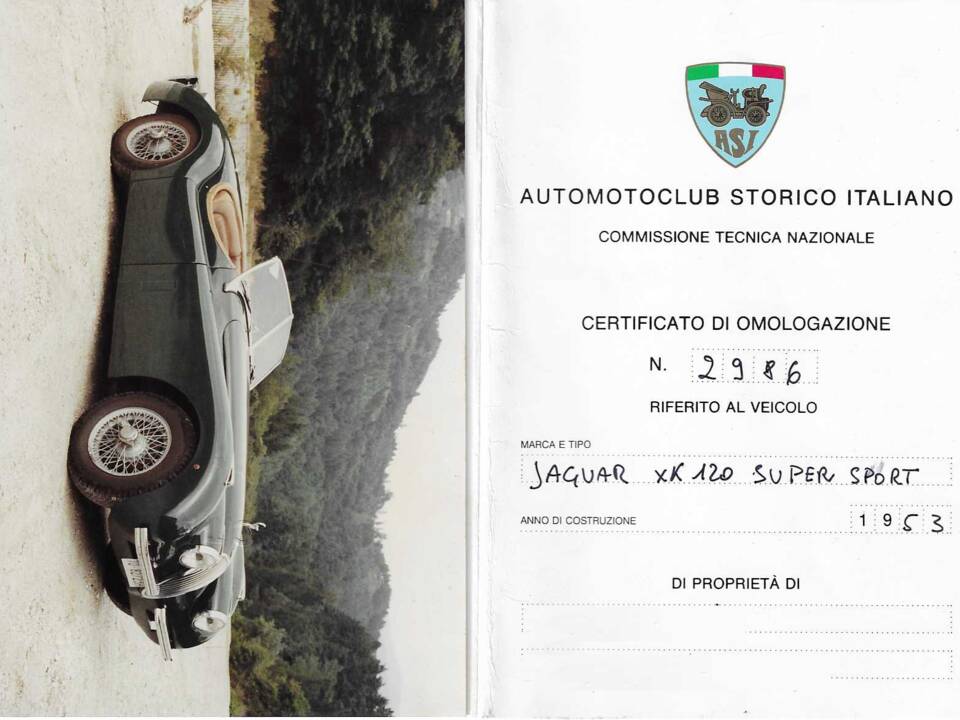 ASI
AUTOMOTOCLUB STORICO ITALIANO
COMMISSIONE TECNICA NAZIONALE
CERTIFICATO DI OMOLOGAZIONE
N. 2986
RIFERITO AL VEICOLO
MARCA E TIPO
JAGUAR XK 120 SUPER SPORT
ANNO DI COSTRUZIONE 1953
DI PROPRIETÀ DI